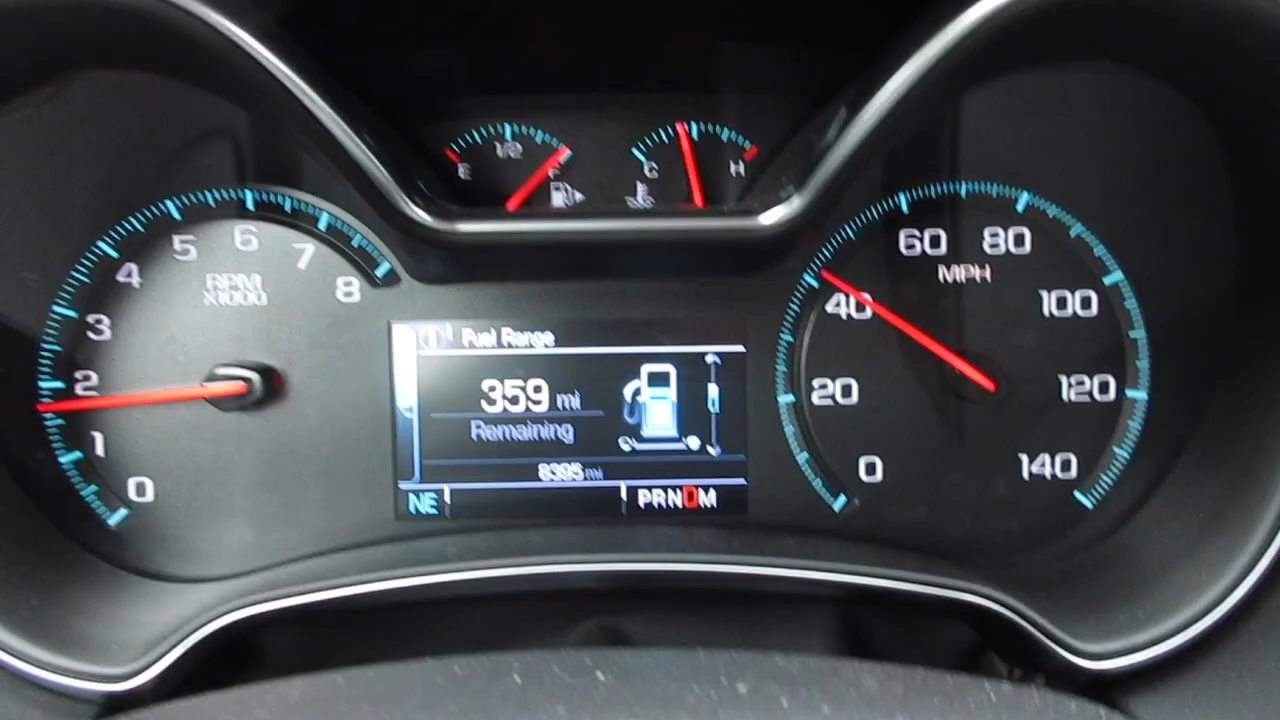 E 1/2 F
C H
0 1 2 3 4 5 6 7 8
RPM
X1000
Fuel Range
359 mi
Remaining
8395 mi
NE PRNDM
0 20 40 60 80 100 120 140
MPH